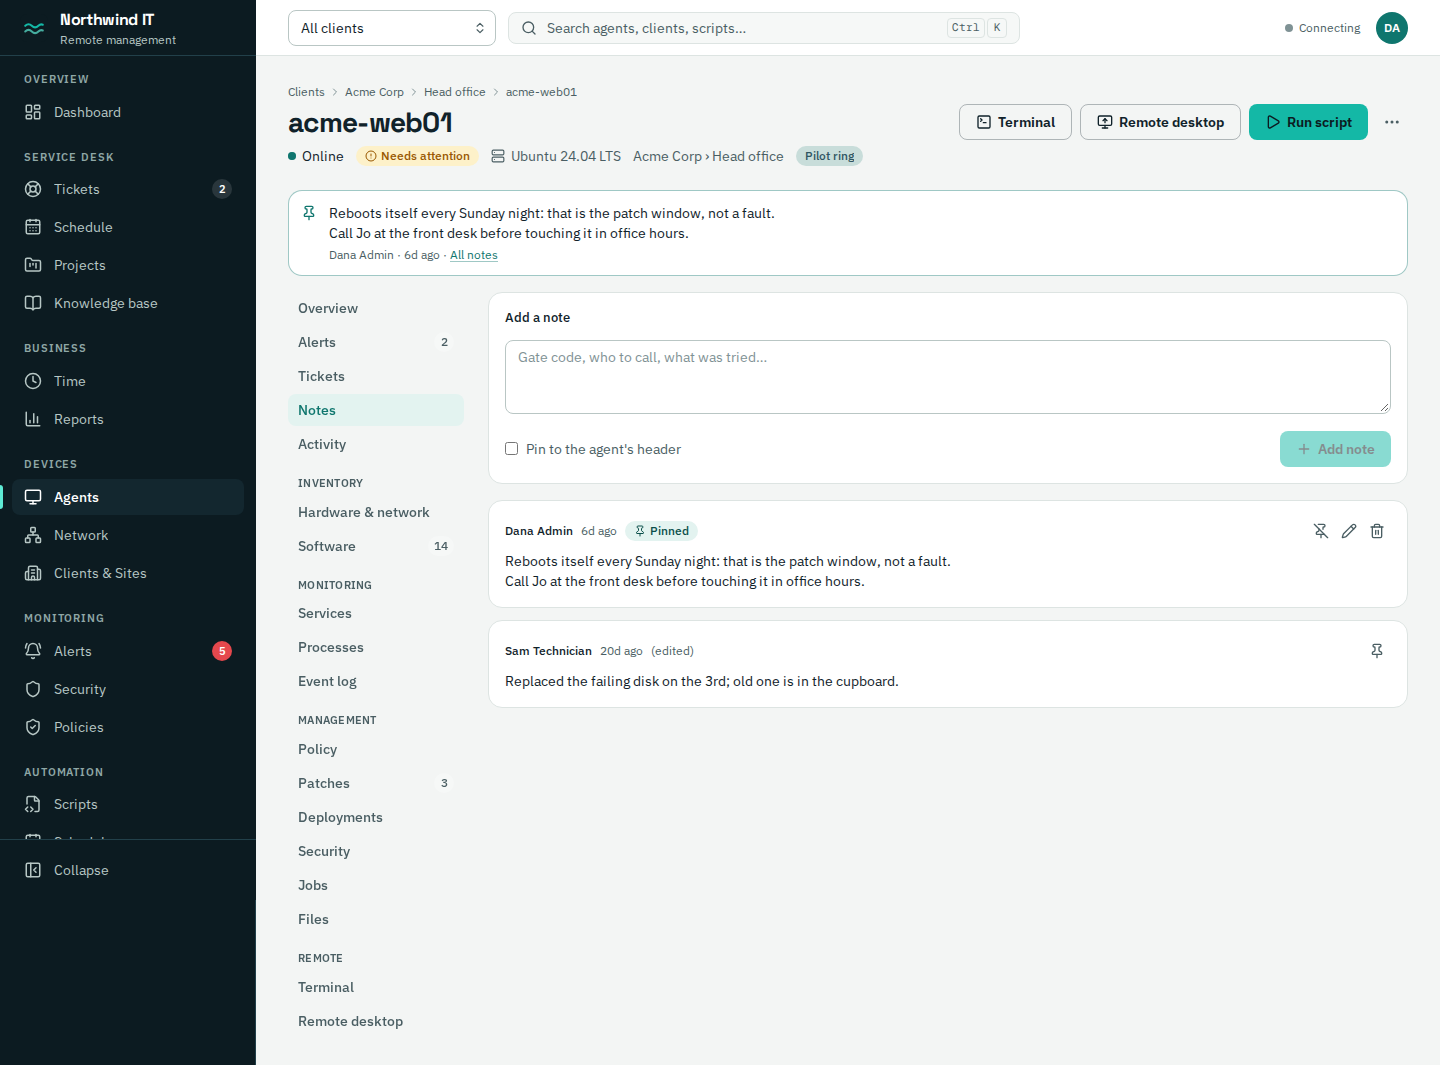 Northwind IT
Remote management
OVERVIEW
Dashboard
SERVICE DESK
Tickets 2
Schedule
Projects
Knowledge base
BUSINESS
Time
Reports
DEVICES
Agents
Network
Clients & Sites
MONITORING
Alerts 5
Security
Policies
AUTOMATION
Scripts
Collapse
All clients
Search agents, clients, scripts... Ctrl K
Connecting DA
Clients > Acme Corp > Head office > acme-web01
acme-web01
Terminal Remote desktop Run script
Online Needs attention Ubuntu 24.04 LTS Acme Corp › Head office Pilot ring
Reboots itself every Sunday night: that is the patch window, not a fault.
Call Jo at the front desk before touching it in office hours.
Dana Admin · 6d ago · All notes
Overview
Alerts 2
Tickets
Notes
Activity
INVENTORY
Hardware & network
Software 14
MONITORING
Services
Processes
Event log
MANAGEMENT
Policy
Patches 3
Deployments
Security
Jobs
Files
REMOTE
Terminal
Remote desktop
Add a note
Gate code, who to call, what was tried...
Pin to the agent's header
Add note
Dana Admin 6d ago Pinned
Reboots itself every Sunday night: that is the patch window, not a fault.
Call Jo at the front desk before touching it in office hours.
Sam Technician 20d ago (edited)
Replaced the failing disk on the 3rd; old one is in the cupboard.